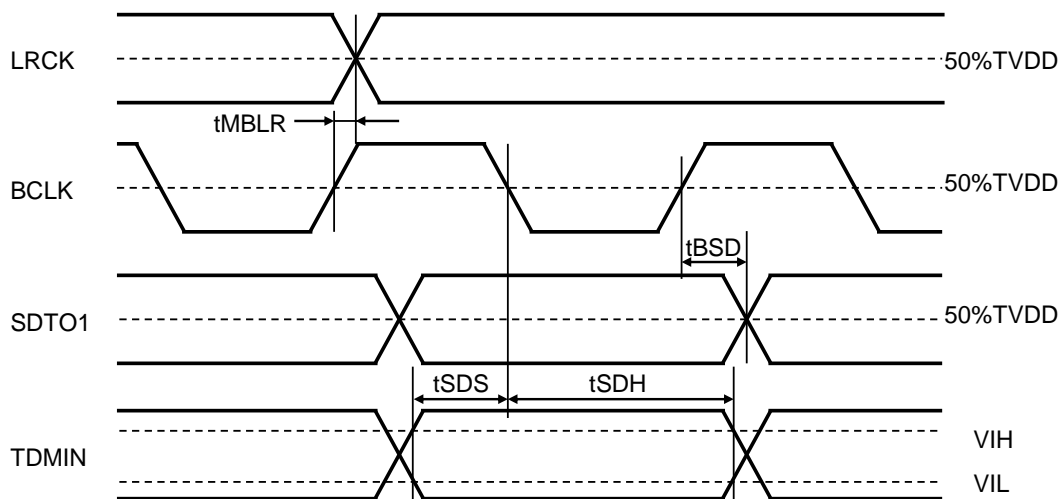 LRCK
50%TVDD
tMBLR
BCLK
50%TVDD
tBSD
SDTO1
50%TVDD
tSDS
tSDH
TDMIN
VIH
VIL